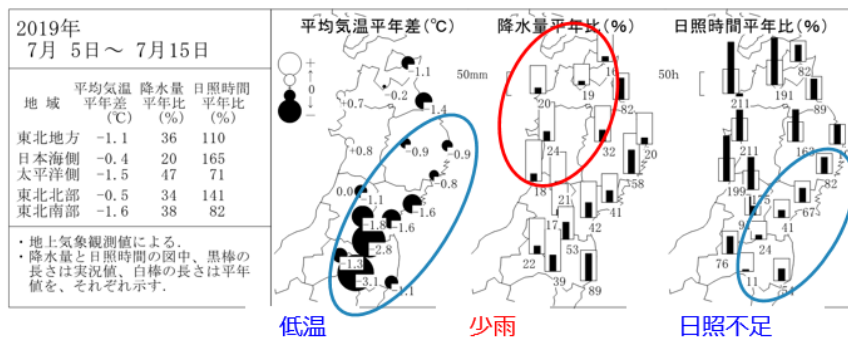 2019年
7月 5日～ 7月15日
地 域
平均気温 降水量 日照時間
平年差 平年比 平年比
(℃) (%) (%)
東北地方 -1.1 36 110
日本海側 -0.4 20 165
太平洋側 -1.5 47 71
東北北部 -0.5 34 141
東北南部 -1.6 38 82
・地上気象観測値による.
・降水量と日照時間の図中、黒棒の
長さは実況値、白棒の長さは平年
値を、それぞれ示す.
平均気温平年差(℃)
+
↑
0
↓
-
-1.1
-0.2
+0.7
-1.4
+0.8
-0.9
-0.9
-0.8
0.0
-1.1
-1.6
-1.8
-1.6
-2.8
-1.3
-3.1
-1.1
低温
降水量平年比(%)
50mm
16
20
19
82
24
32
20
58
18
21
41
17
42
53
22
39
89
少雨
日照時間平年比(%)
50h
82
211
191
89
211
163
82
199
175
67
41
76
24
11
54
日照不足